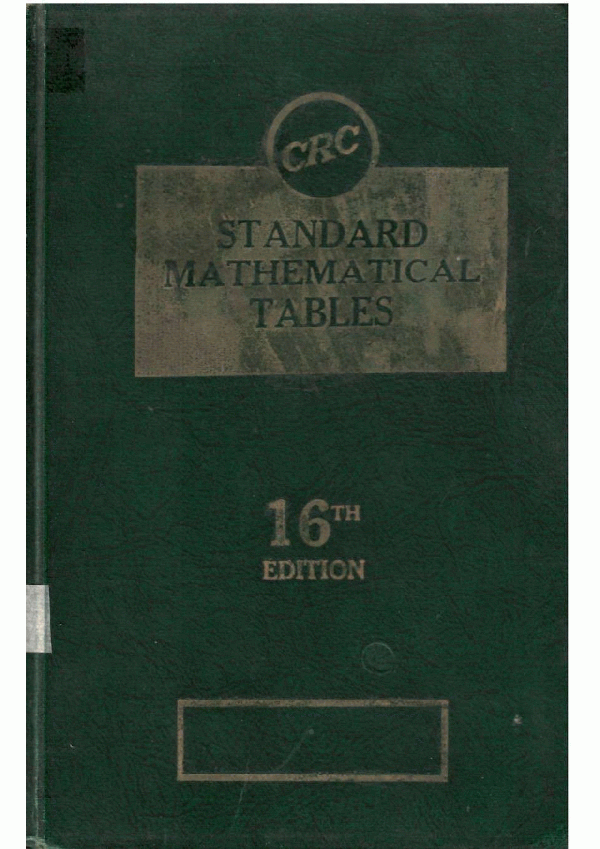 CRC
STANDARD
MATHEMATICAL
TABLES
16TH
EDITION